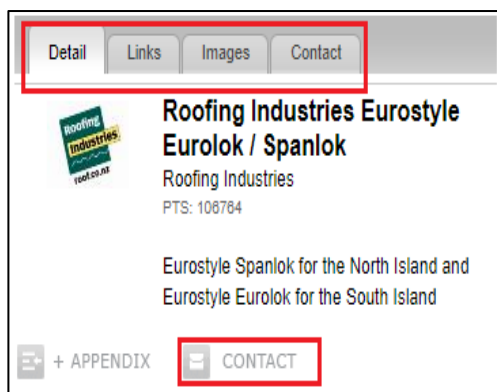 Detail Links Images Contact
Roofing
Industries
roof.co.nz
Roofing Industries Eurostyle
Eurolok / Spanlok
Roofing Industries
PTS: 106764
Eurostyle Spanlok for the North Island and
Eurostyle Eurolok for the South Island
+ APPENDIX CONTACT